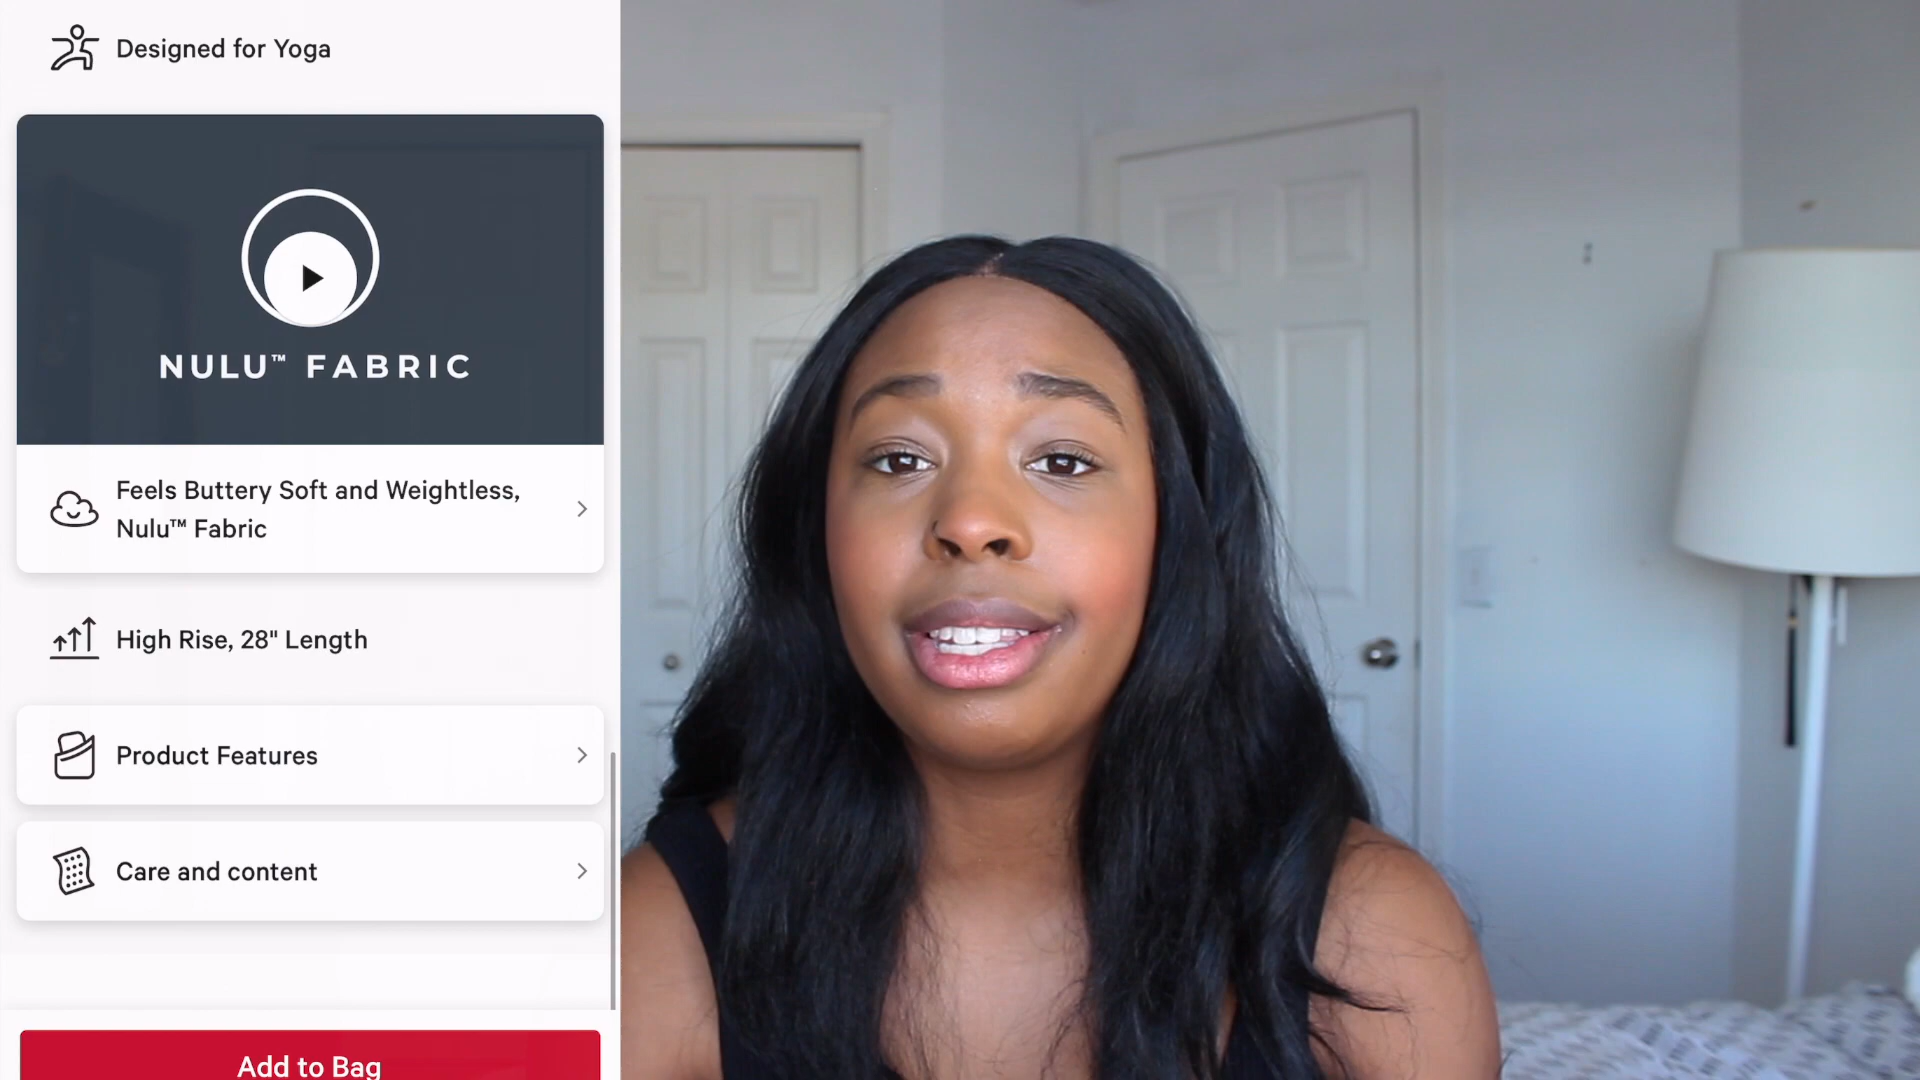 Designed for Yoga
NULU™ FABRIC
Feels Buttery Soft and Weightless,
Nulu™ Fabric
High Rise, 28" Length
Product Features
Care and content
Add to Bag